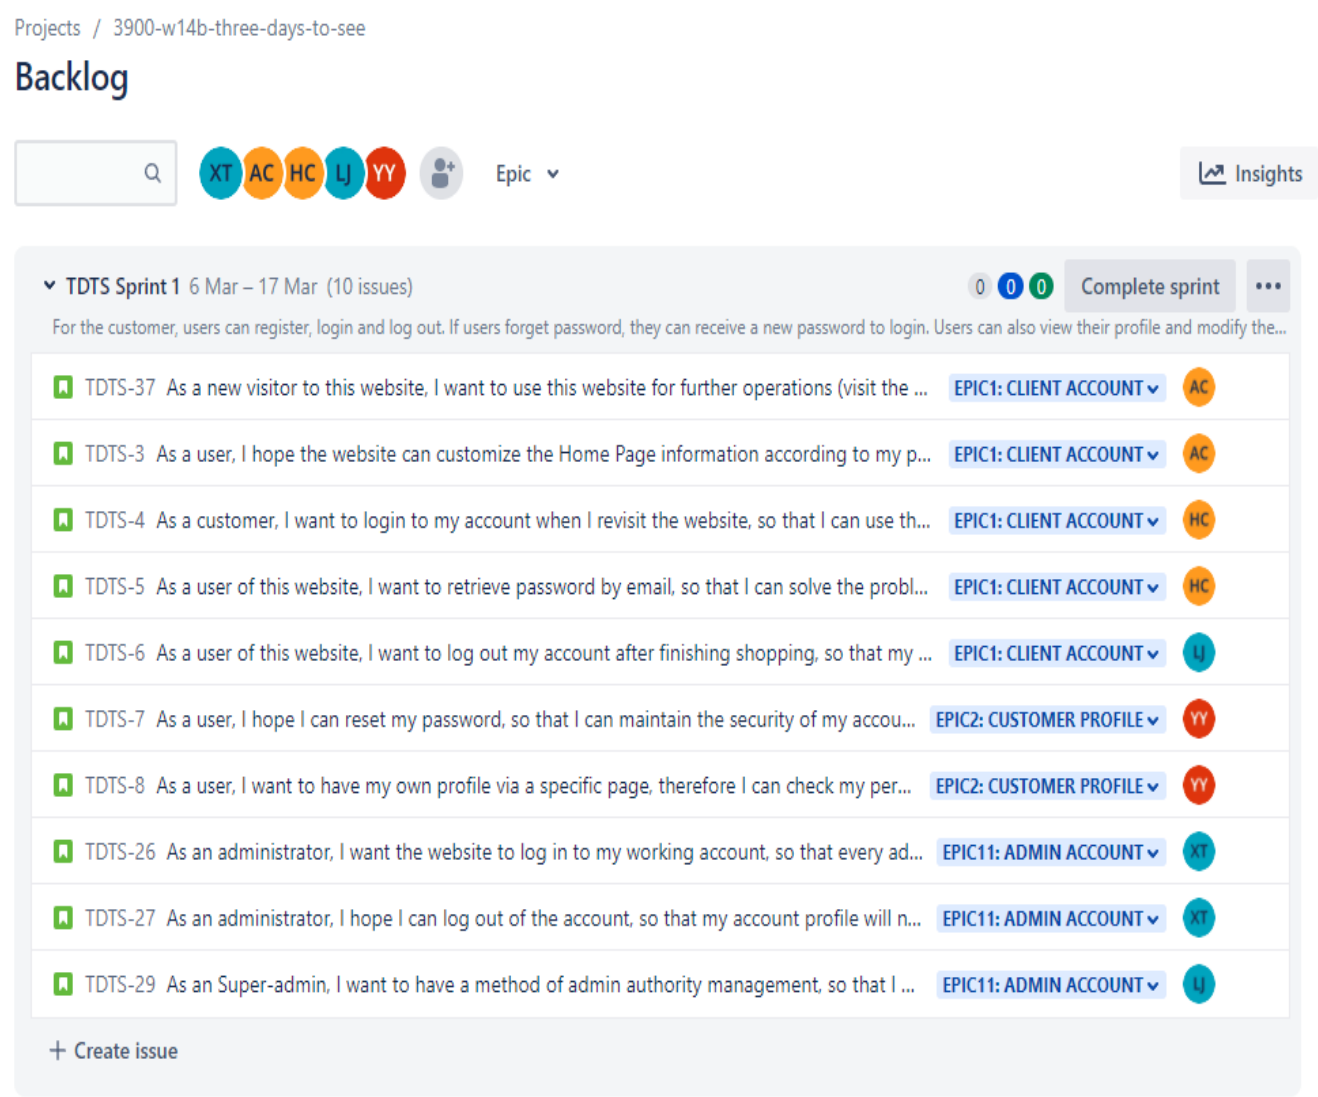 Projects / 3900-w14b-three-days-to-see
Backlog
XT AC HC LJ YY Epic Insights
TDTS Sprint 1 6 Mar – 17 Mar (10 issues) 0 0 0 Complete sprint ...
For the customer, users can register, login and log out. If users forget password, they can receive a new password to login. Users can also view their profile and modify the...
TDTS-37 As a new visitor to this website, I want to use this website for further operations (visit the ... EPIC1: CLIENT ACCOUNT AC
TDTS-3 As a user, I hope the website can customize the Home Page information according to my p... EPIC1: CLIENT ACCOUNT AC
TDTS-4 As a customer, I want to login to my account when I revisit the website, so that I can use th... EPIC1: CLIENT ACCOUNT HC
TDTS-5 As a user of this website, I want to retrieve password by email, so that I can solve the probl... EPIC1: CLIENT ACCOUNT HC
TDTS-6 As a user of this website, I want to log out my account after finishing shopping, so that my ... EPIC1: CLIENT ACCOUNT LJ
TDTS-7 As a user, I hope I can reset my password, so that I can maintain the security of my accou... EPIC2: CUSTOMER PROFILE YY
TDTS-8 As a user, I want to have my own profile via a specific page, therefore I can check my per... EPIC2: CUSTOMER PROFILE YY
TDTS-26 As an administrator, I want the website to log in to my working account, so that every ad... EPIC11: ADMIN ACCOUNT XT
TDTS-27 As an administrator, I hope I can log out of the account, so that my account profile will n... EPIC11: ADMIN ACCOUNT XT
TDTS-29 As an Super-admin, I want to have a method of admin authority management, so that I ... EPIC11: ADMIN ACCOUNT LJ
+ Create issue